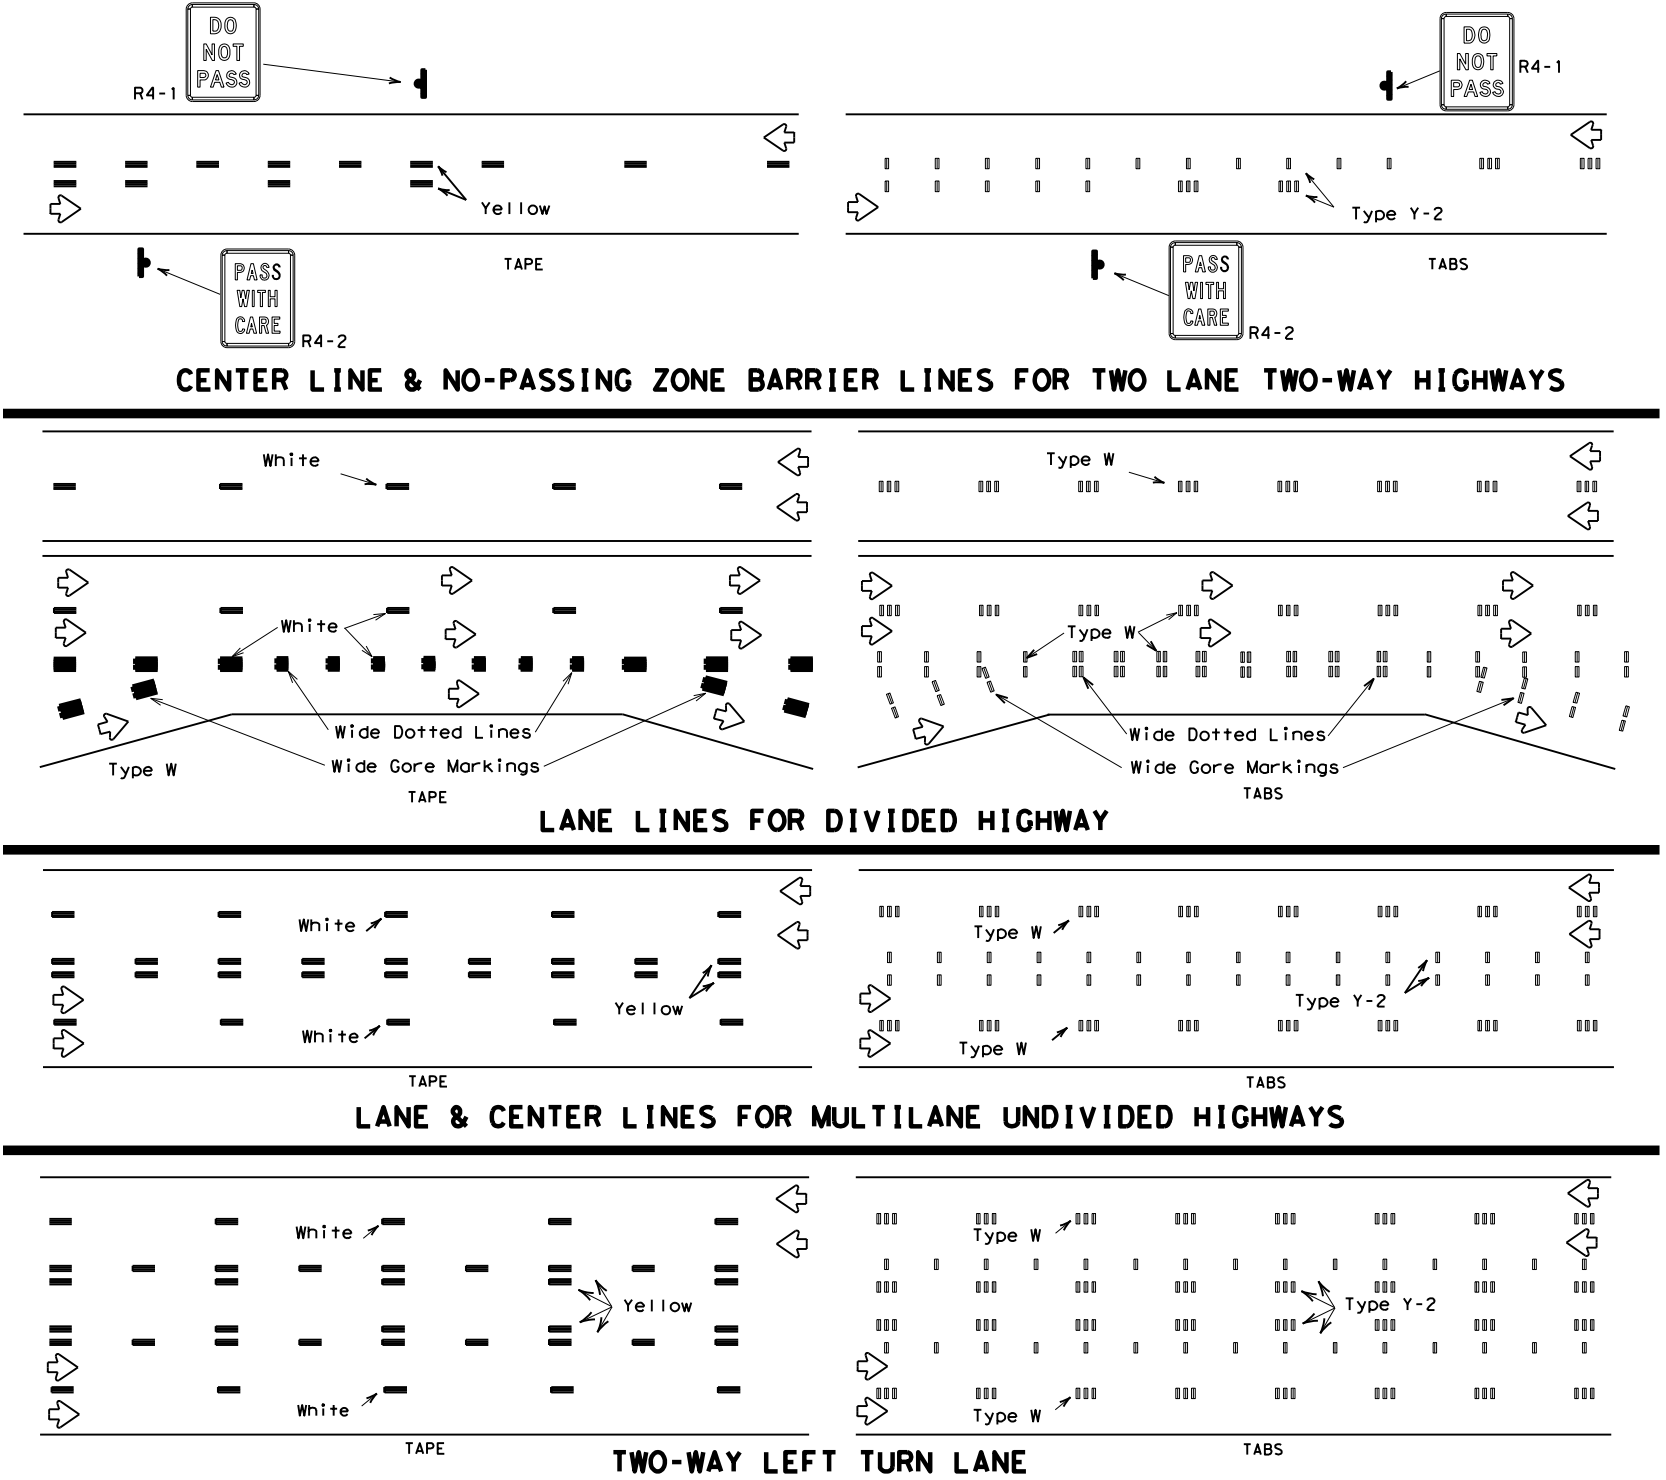 DO
NOT
PASS
R4-1
Yellow
PASS
WITH
CARE
R4-2
TAPE
DO
NOT
PASS
R4-1
Type Y-2
PASS
WITH
CARE
R4-2
TABS
CENTER LINE & NO-PASSING ZONE BARRIER LINES FOR TWO LANE TWO-WAY HIGHWAYS
White
White
Wide Dotted Lines
Wide Gore Markings
Type W
TAPE
Type W
Type W
Wide Dotted Lines
Wide Gore Markings
TABS
LANE LINES FOR DIVIDED HIGHWAY
White
Yellow
White
TAPE
Type W
Type Y-2
Type W
TABS
LANE & CENTER LINES FOR MULTILANE UNDIVIDED HIGHWAYS
White
Yellow
White
TAPE
Type W
Type Y-2
Type W
TABS
TWO-WAY LEFT TURN LANE